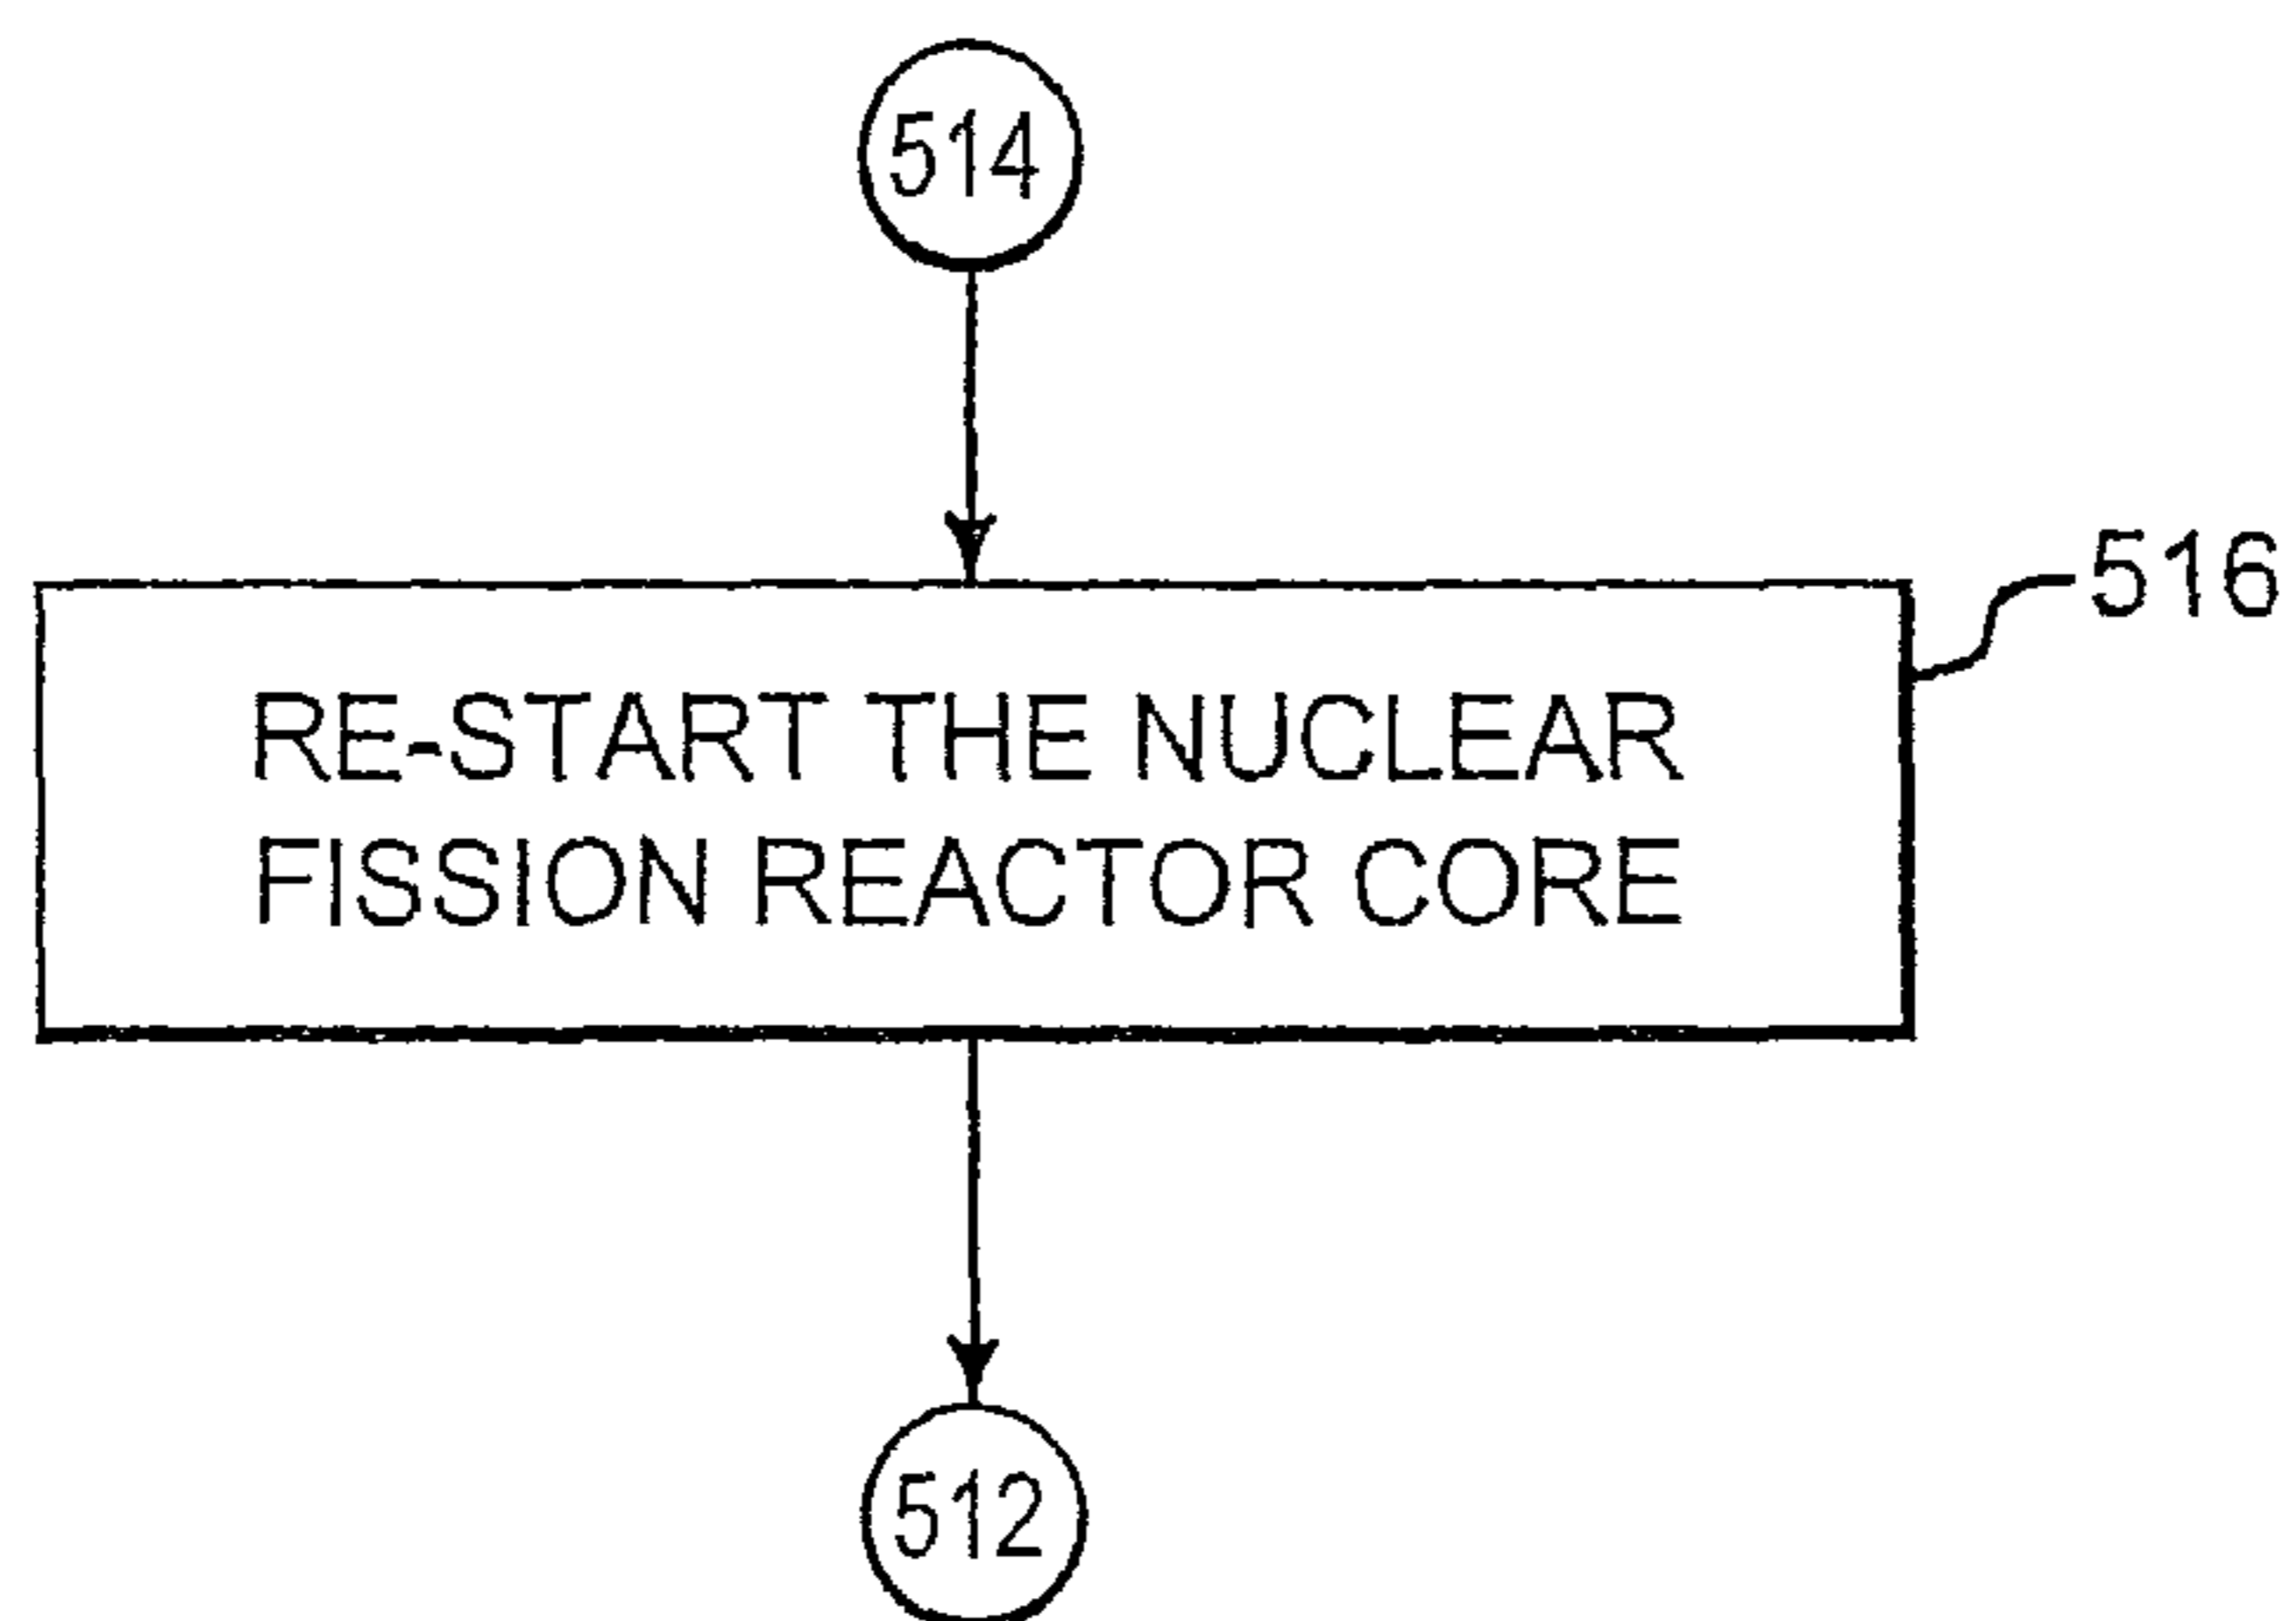 514
516
RE-START THE NUCLEAR
FISSION REACTOR CORE
512